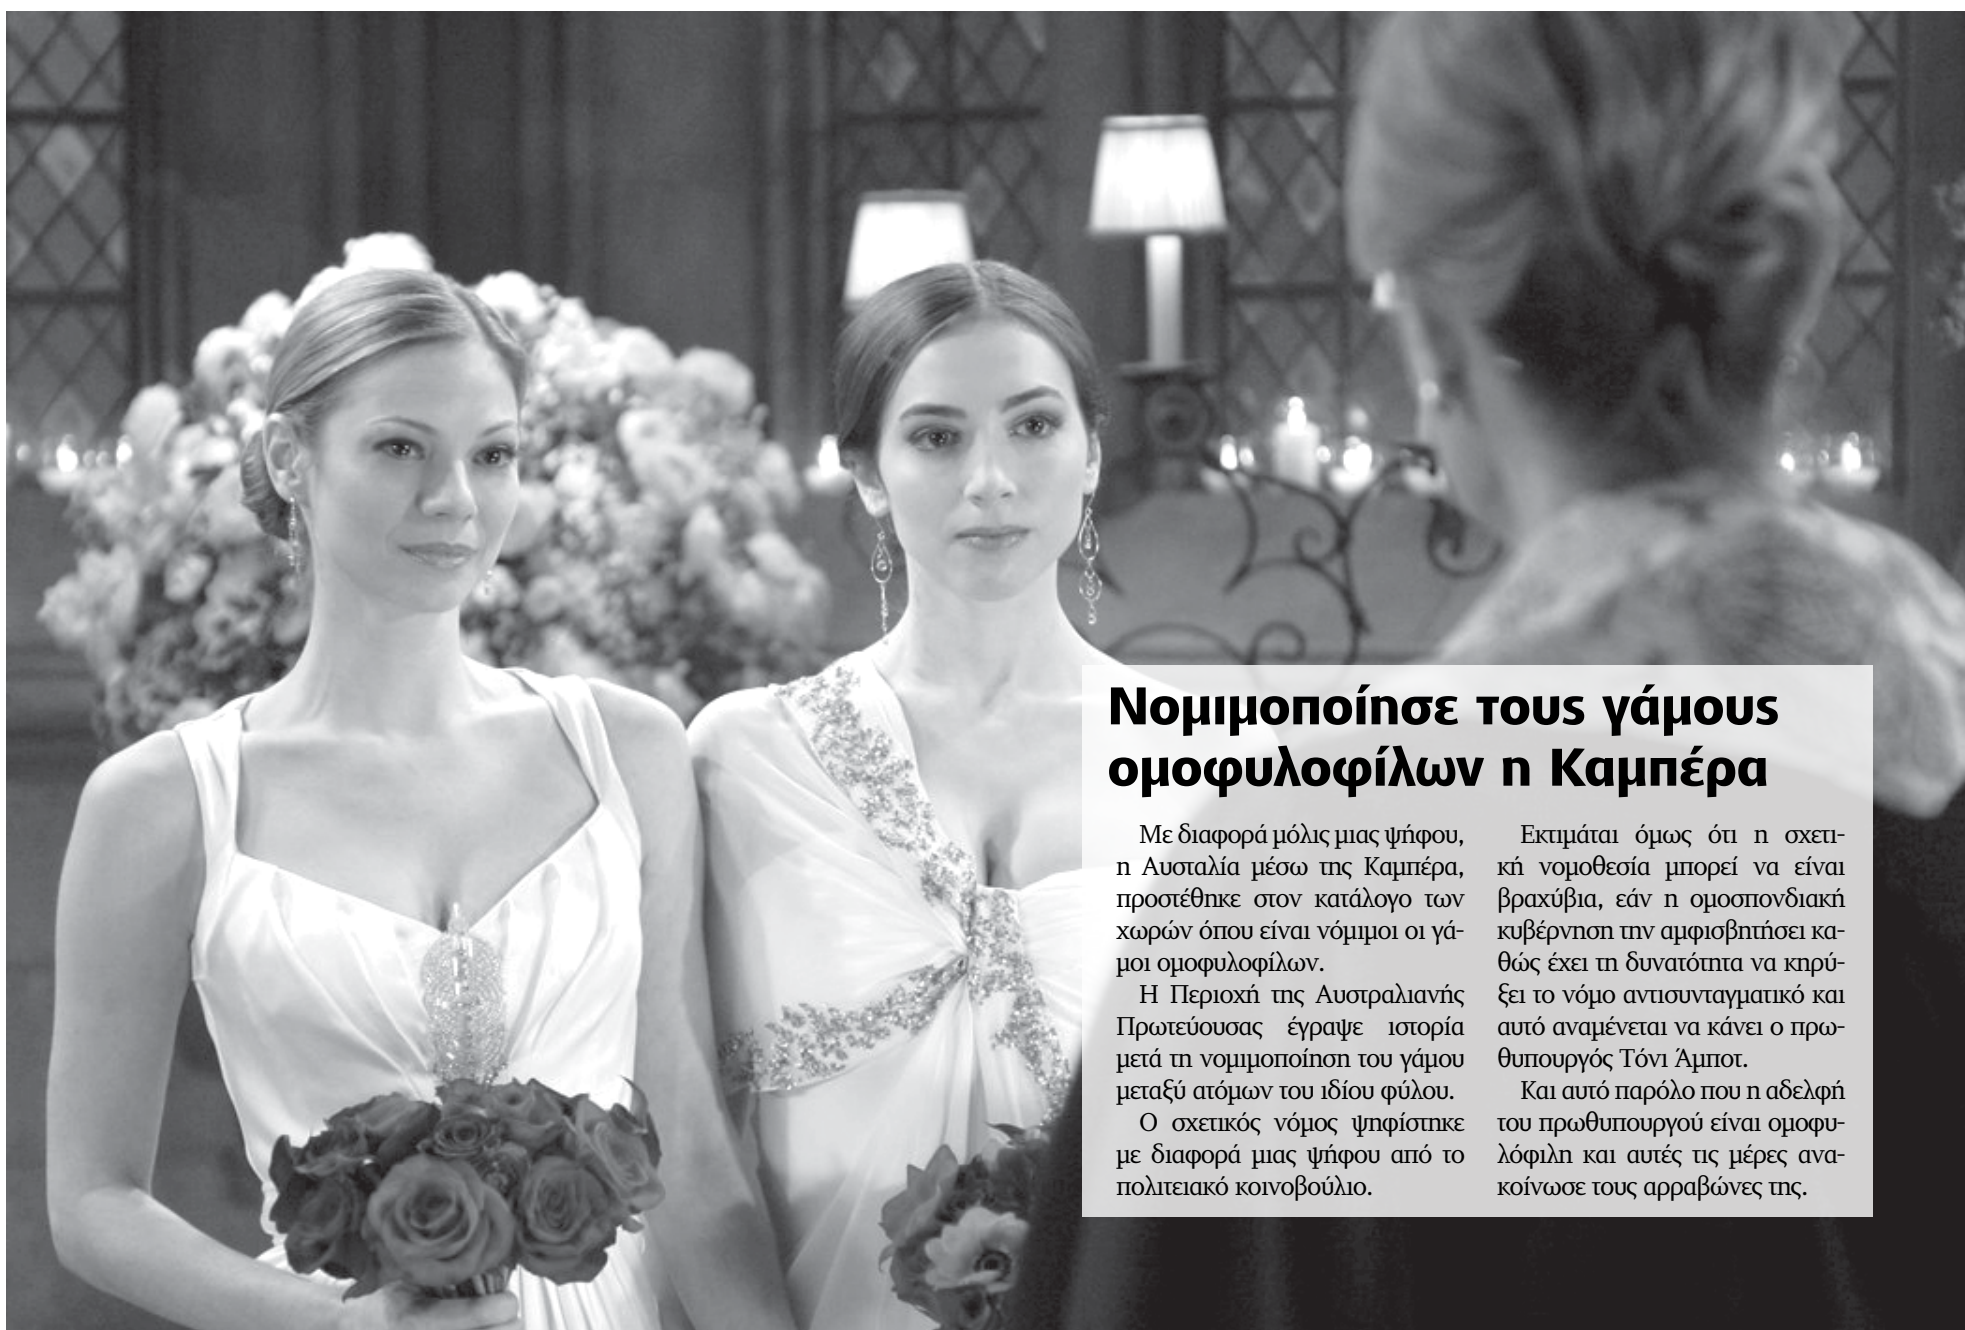 Νομιμοποίησε τους γάμους
ομοφυλοφίλων η Καμπέρα
Με διαφορά μόλις μιας ψήφου,
η Αυσταλία μέσω της Καμπέρα,
προστέθηκε στον κατάλογο των
χωρών όπου είναι νόμιμοι οι γά-
μοι ομοφυλοφίλων.
Η Περιοχή της Αυστραλιανής
Πρωτεύουσας έγραψε ιστορία
μετά τη νομιμοποίηση του γάμου
μεταξύ ατόμων του ιδίου φύλου.
Ο σχετικός νόμος ψηφίστηκε
με διαφορά μιας ψήφου από το
πολιτειακό κοινοβούλιο.
Εκτιμάται όμως ότι η σχετι-
κή νομοθεσία μπορεί να είναι
βραχύβια, εάν η ομοσπονδιακή
κυβέρνηση την αμφισβητήσει κα-
θώς έχει τη δυνατότητα να κηρύ-
ξει το νόμο αντισυνταγματικό και
αυτό αναμένεται να κάνει ο πρω-
θυπουργός Τόνι Άμποτ.
Και αυτό παρόλο που η αδελφή
του πρωθυπουργού είναι ομοφυ-
λόφιλη και αυτές τις μέρες ανα-
κοίνωσε τους αρραβώνες της.